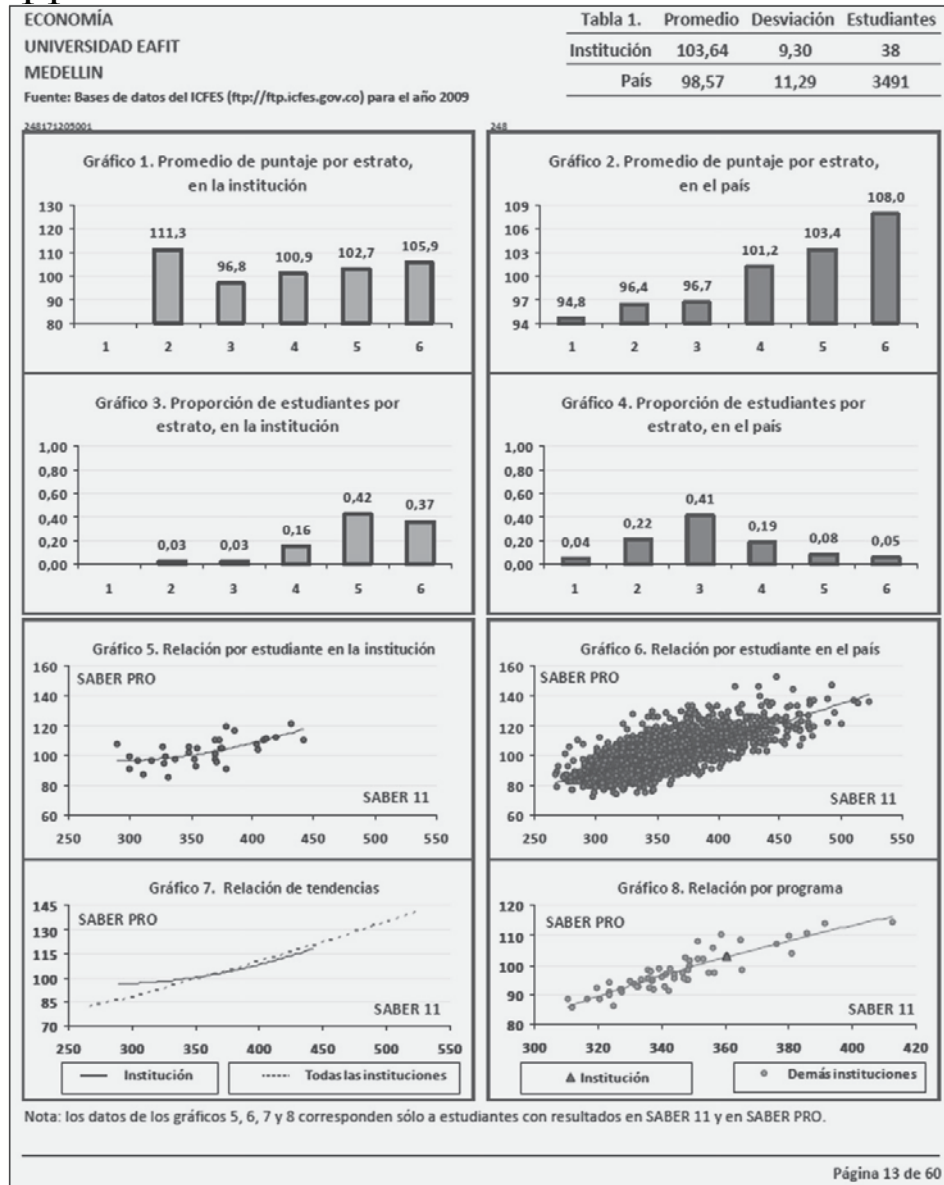 ECONOMÍA
UNIVERSIDAD EAFIT
MEDELLIN
Fuente: Bases de datos del ICFES (ftp://ftp.icfes.gov.co) para el año 2009
Tabla 1. Promedio Desviación Estudiantes
Institución 103,64 9,30 38
País 98,57 11,29 3491
248171205001
248
Gráfico 1. Promedio de puntaje por estrato,
en la institución
130
120
110
100
90
80
111,3
96,8
100,9
102,7
105,9
1 2 3 4 5 6
Gráfico 2. Promedio de puntaje por estrato,
en el país
109
106
103
100
97
94
94,8
96,4
96,7
101,2
103,4
108,0
1 2 3 4 5 6
Gráfico 3. Proporción de estudiantes por
estrato, en la institución
1,00
0,80
0,60
0,40
0,20
0,00
0,03
0,03
0,16
0,42
0,37
1 2 3 4 5 6
Gráfico 4. Proporción de estudiantes por
estrato, en el país
1,00
0,80
0,60
0,40
0,20
0,00
0,04
0,22
0,41
0,19
0,08
0,05
1 2 3 4 5 6
Gráfico 5. Relación por estudiante en la institución
160
140
120
100
80
60
SABER PRO
SABER 11
250 300 350 400 450 500 550
Gráfico 6. Relación por estudiante en el país
160
140
120
100
80
60
SABER PRO
SABER 11
250 300 350 400 450 500 550
Gráfico 7. Relación de tendencias
145
130
115
100
85
70
SABER PRO
SABER 11
250 300 350 400 450 500 550
Institución
Todas las instituciones
Gráfico 8. Relación por programa
120
110
100
90
80
SABER PRO
SABER 11
300 320 340 360 380 400 420
Institución
Demás instituciones
Nota: los datos de los gráficos 5, 6, 7 y 8 corresponden sólo a estudiantes con resultados en SABER 11 y en SABER PRO.
Página 13 de 60